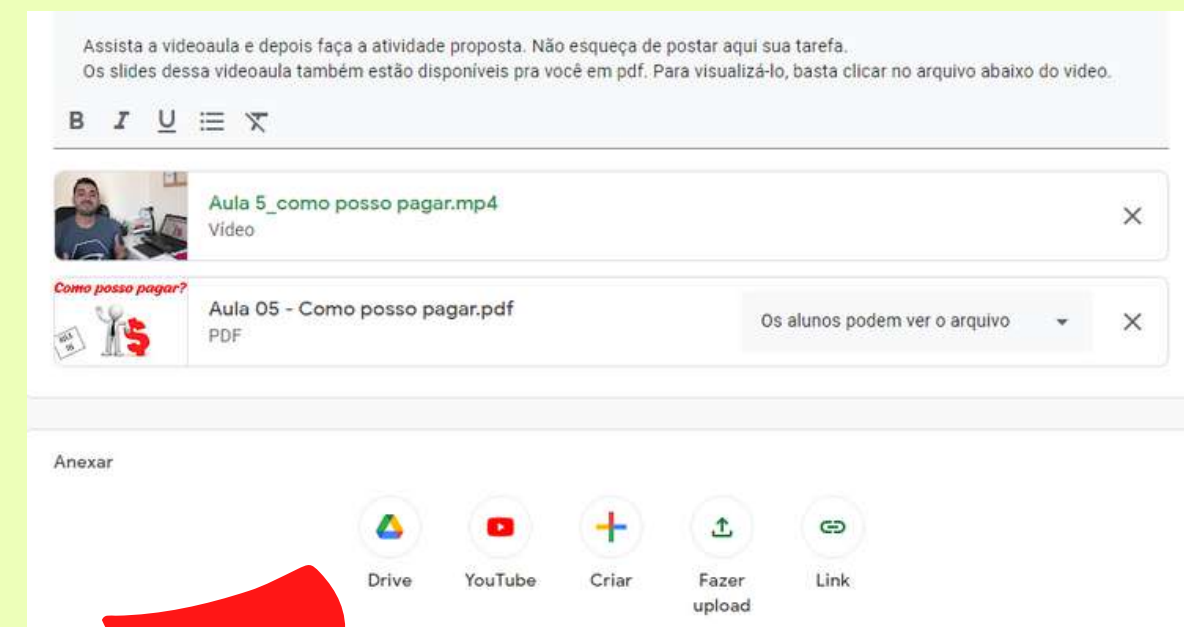 Assista a videoaula e depois faça a atividade proposta. Não esqueça de postar aqui sua tarefa.
Os slides dessa videoaula também estão disponíveis pra você em pdf. Para visualizá-lo, basta clicar no arquivo abaixo do video.
B I U
Aula 5_como posso pagar.mp4
Vídeo
Como posso pagar?
AULA
05
Aula 05 - Como posso pagar.pdf
PDF
Os alunos podem ver o arquivo
Anexar
Drive
YouTube
Criar
Fazer
upload
Link